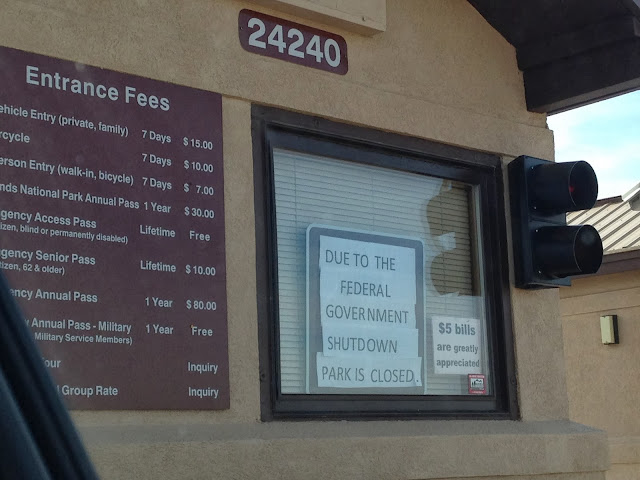 24240
Entrance Fees
ehicle Entry (private, family) 7 Days $15.00
rcycle 7 Days $10.00
erson Entry (walk-in, bicycle) 7 Days $ 7.00
nds National Park Annual Pass 1 Year $30.00
gency Access Pass Lifetime Free
izen, blind or permanently disabled)
gency Senior Pass Lifetime $10.00
tizen, 62 & older)
ency Annual Pass 1 Year $80.00
Annual Pass - Military 1 Year Free
Military Service Members)
our Inquiry
l Group Rate Inquiry
DUE TO THE
FEDERAL
GOVERNMENT
SHUTDOWN
PARK IS CLOSED.
$5 bills
are greatly
appreciated